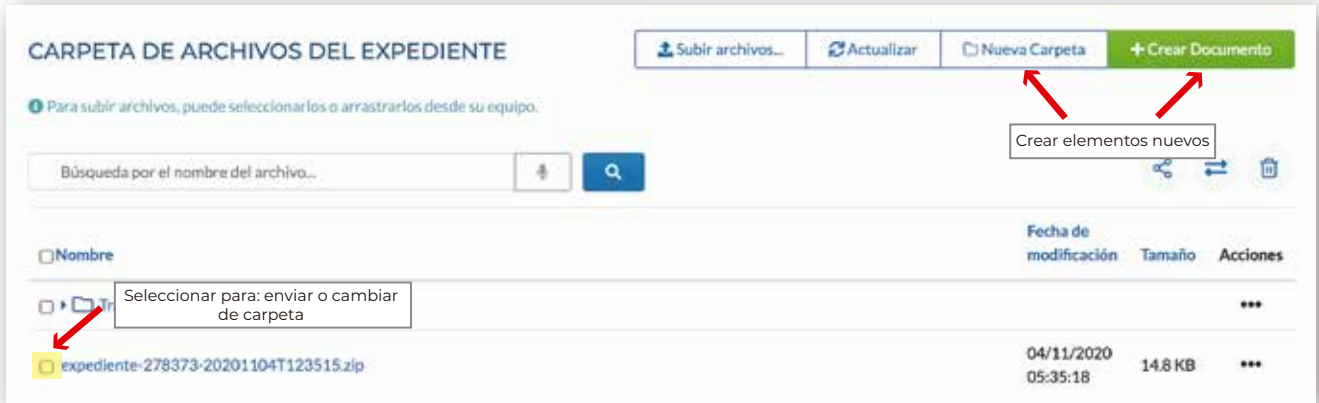 CARPETA DE ARCHIVOS DEL EXPEDIENTE
Subir archivos...
Actualizar
Nueva Carpeta
+ Crear Documento
Para subir archivos, puede seleccionarlos o arrastrarlos desde su equipo.
Crear elementos nuevos
Búsqueda por el nombre del archivo...
Nombre
Fecha de
modificación
Tamaño
Acciones
Seleccionar para: enviar o cambiar
de carpeta
expediente-278373-20201104T123515.zip
04/11/2020
05:35:18
14.8 KB